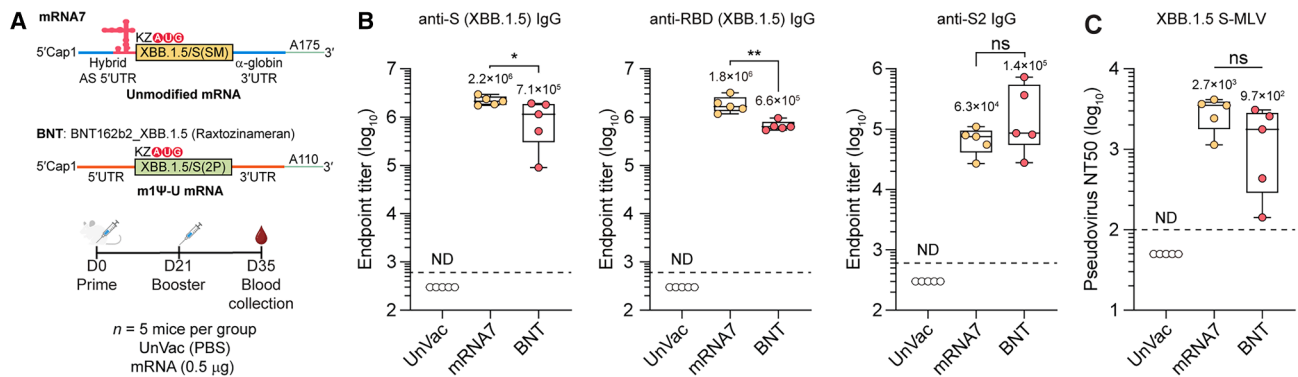 A
mRNA7
KZAUG
5′Cap1
XBB.1.5/S(SM)
A175
3′
Hybrid
AS 5′UTR
α-globin
3′UTR
Unmodified mRNA
BNT: BNT162b2_XBB.1.5 (Raxtozinameran)
KZAUG
5′Cap1
XBB.1.5/S(2P)
A110
3′
5′UTR
3′UTR
m1Ψ-U mRNA
D0
Prime
D21
Booster
D35
Blood
collection
n = 5 mice per group
UnVac (PBS)
mRNA (0.5 μg)
B
anti-S (XBB.1.5) IgG
*
2.2×10⁶
7.1×10⁵
ND
Endpoint titer (log₁₀)
7
6
5
4
3
2
UnVac
mRNA7
BNT
anti-RBD (XBB.1.5) IgG
**
1.8×10⁶
6.6×10⁵
ND
Endpoint titer (log₁₀)
7
6
5
4
3
2
UnVac
mRNA7
BNT
anti-S2 IgG
ns
6.3×10⁴
1.4×10⁵
ND
Endpoint titer (log₁₀)
6
5
4
3
2
UnVac
mRNA7
BNT
C
XBB.1.5 S-MLV
ns
2.7×10³
9.7×10²
ND
Pseudovirus NT50 (log₁₀)
4
3
2
1
UnVac
mRNA7
BNT